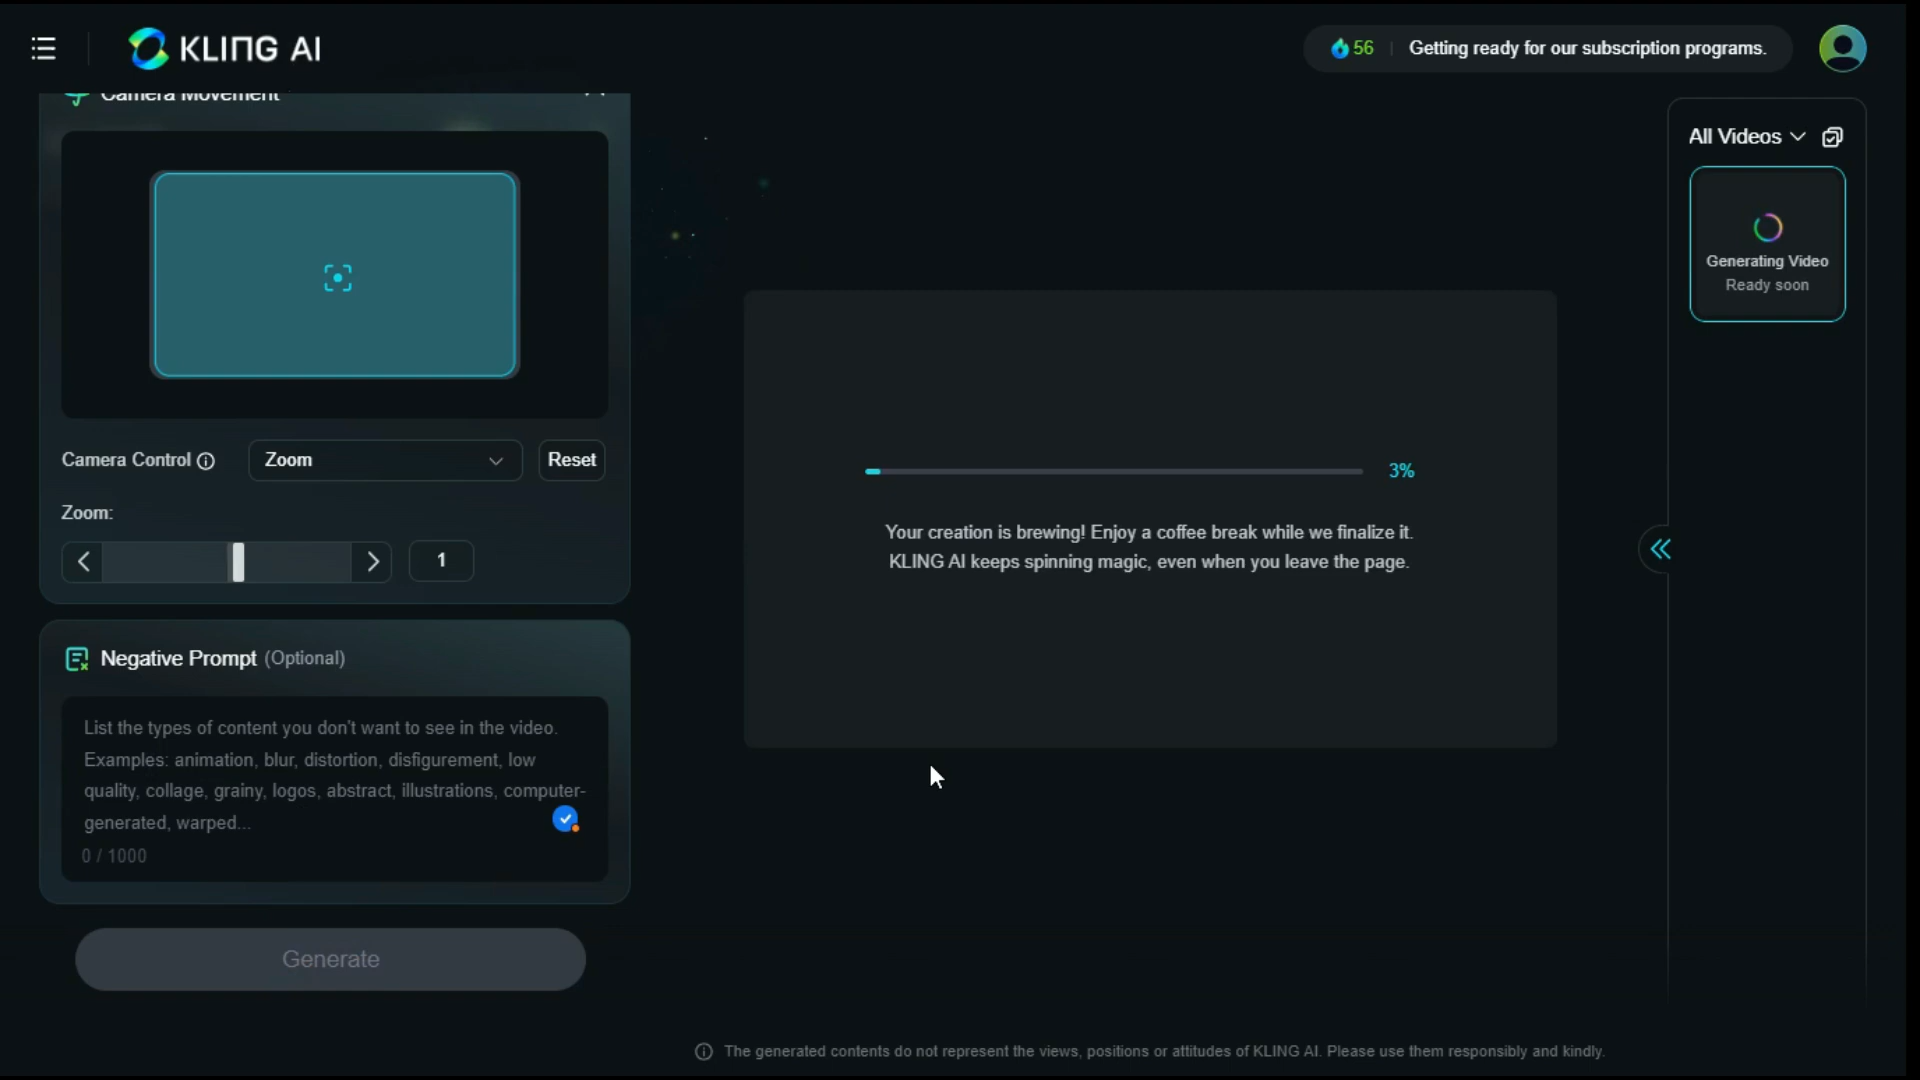 KLING AI
56
Getting ready for our subscription programs.
Camera Movement
Camera Control
Zoom
Reset
Zoom:
1
Negative Prompt (Optional)
List the types of content you don't want to see in the video.
Examples: animation, blur, distortion, disfigurement, low
quality, collage, grainy, logos, abstract, illustrations, computer-
generated, warped...
0 / 1000
Generate
3%
Your creation is brewing! Enjoy a coffee break while we finalize it.
KLING AI keeps spinning magic, even when you leave the page.
All Videos
Generating Video
Ready soon
The generated contents do not represent the views, positions or attitudes of KLING AI. Please use them responsibly and kindly.